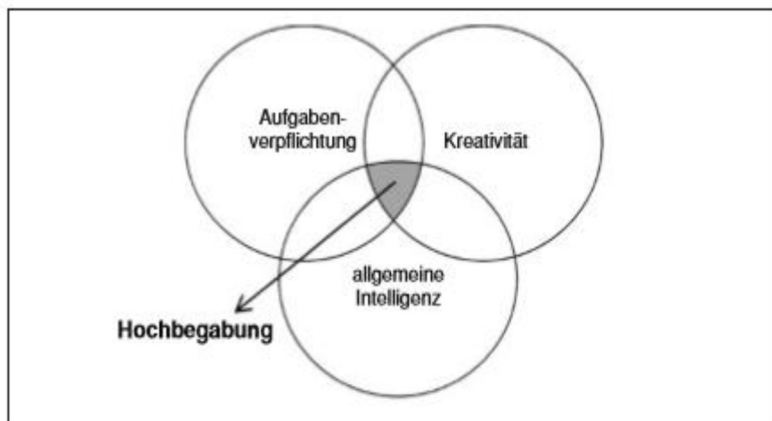 Aufgaben-
verpflichtung
Kreativität
allgemeine
Intelligenz
Hochbegabung